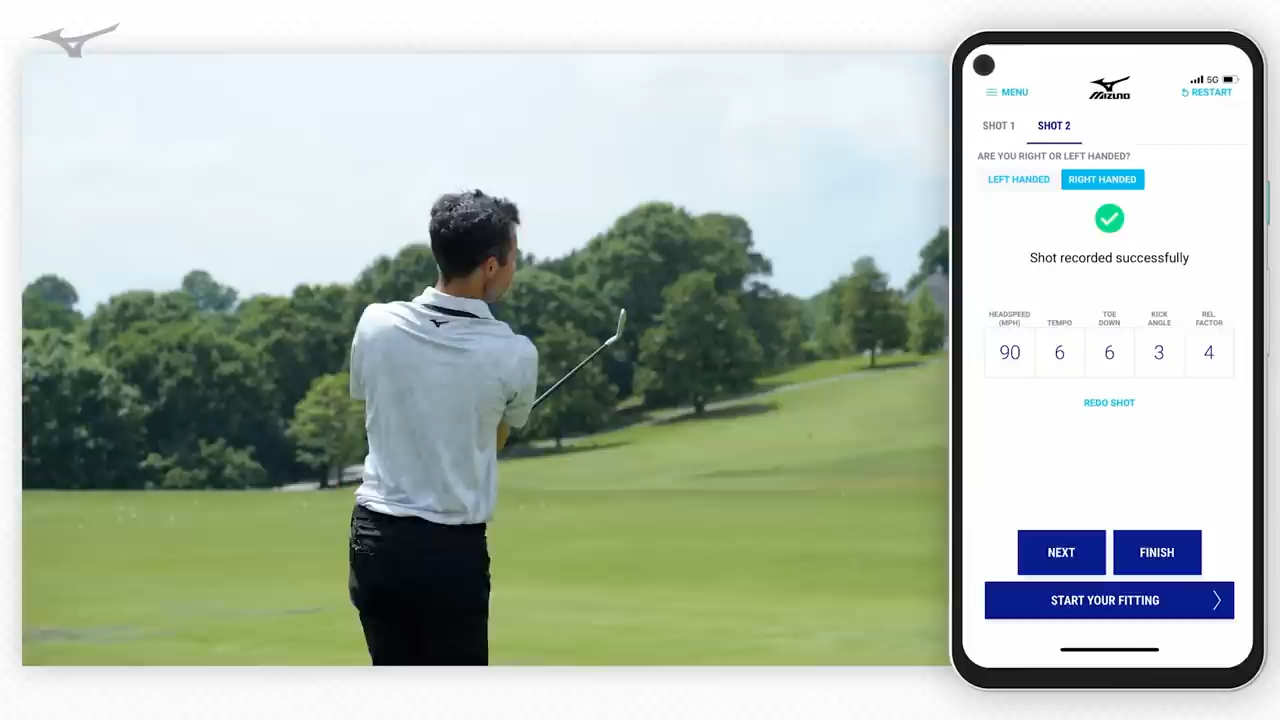 5G
MENU
MIZUNO
RESTART
SHOT 1
SHOT 2
ARE YOU RIGHT OR LEFT HANDED?
LEFT HANDED
RIGHT HANDED
Shot recorded successfully
HEADSPEED (MPH)
TEMPO
TOE DOWN
KICK ANGLE
REL. FACTOR
90
6
6
3
4
REDO SHOT
NEXT
FINISH
START YOUR FITTING